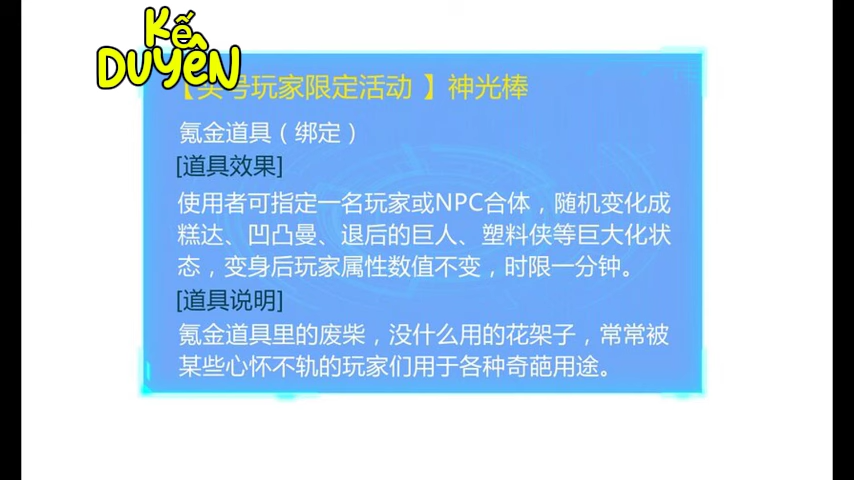 Kế
DUYÊN
号玩家限定活动 】神光棒
氪金道具（绑定）
[道具效果]
使用者可指定一名玩家或NPC合体，随机变化成
糕达、凹凸曼、退后的巨人、塑料侠等巨大化状
态，变身后玩家属性数值不变，时限一分钟。
[道具说明]
氪金道具里的废柴，没什么用的花架子，常常被
某些心怀不轨的玩家们用于各种奇葩用途。